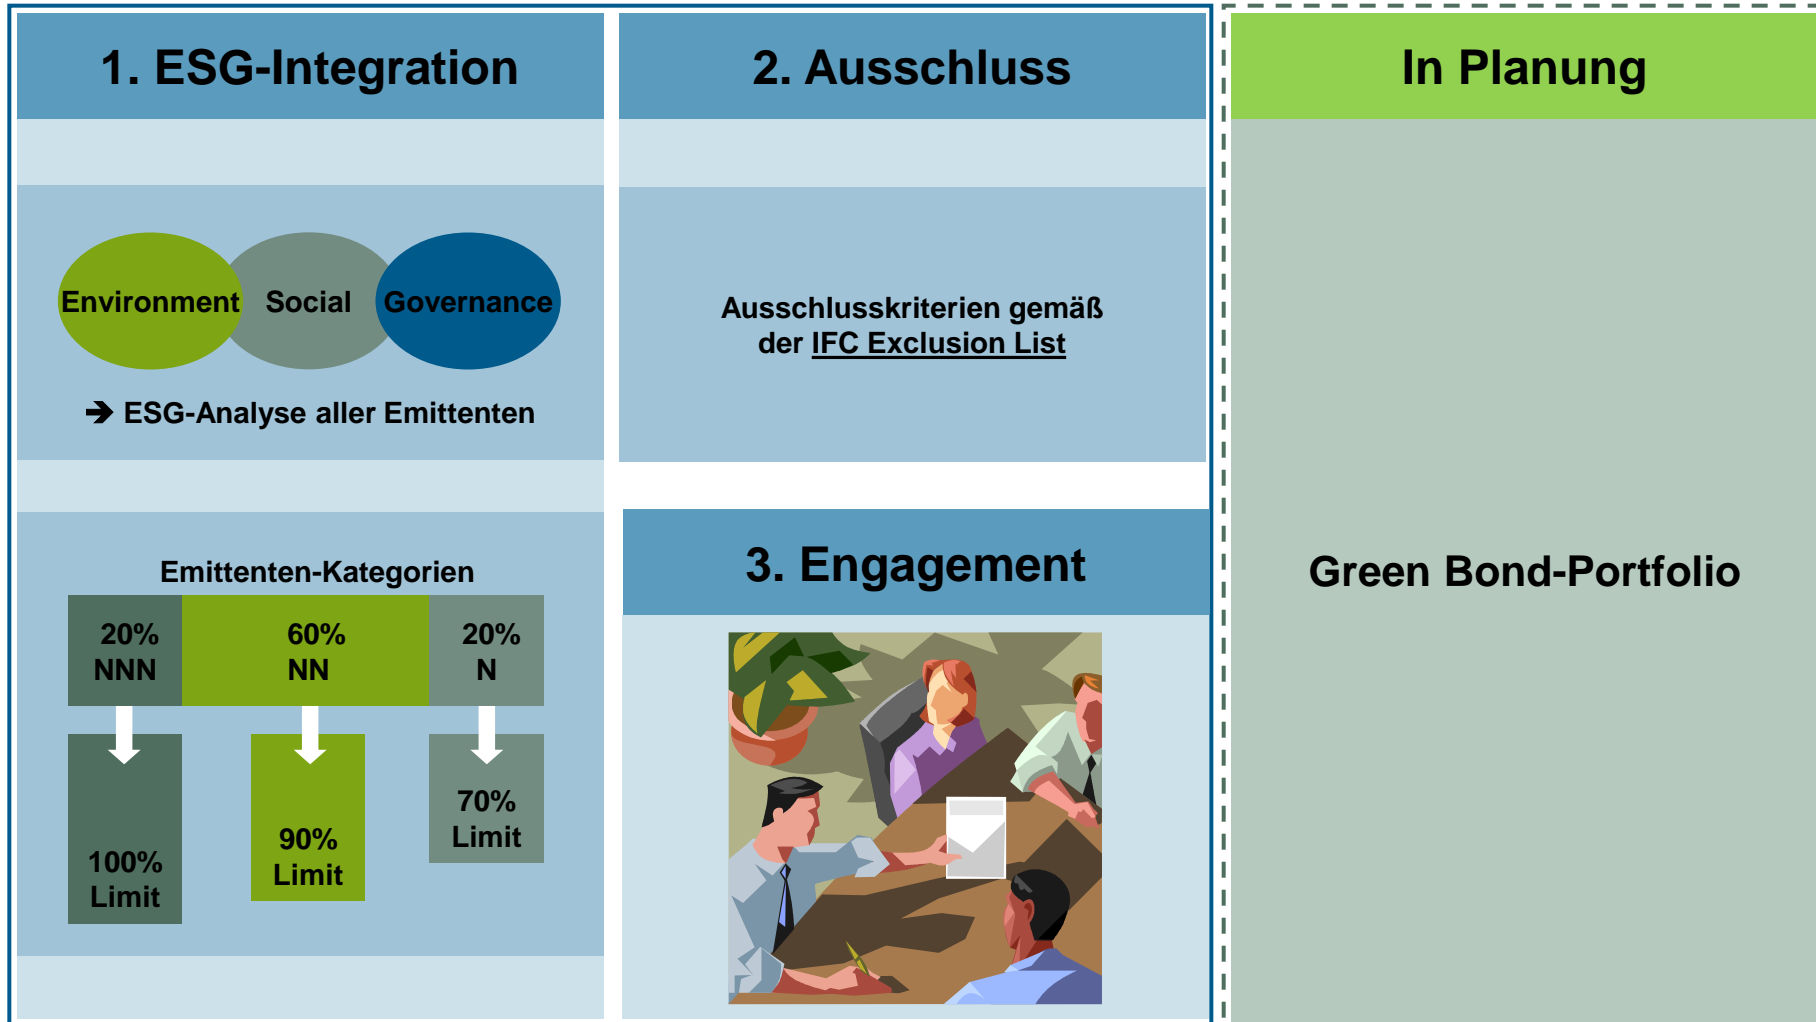 1. ESG-Integration
Environment Social Governance
➔ ESG-Analyse aller Emittenten
Emittenten-Kategorien
20% 60% 20%
NNN NN N
100%
Limit
90%
Limit
70%
Limit
2. Ausschluss
Ausschlusskriterien gemäß
der IFC Exclusion List
3. Engagement
In Planung
Green Bond-Portfolio